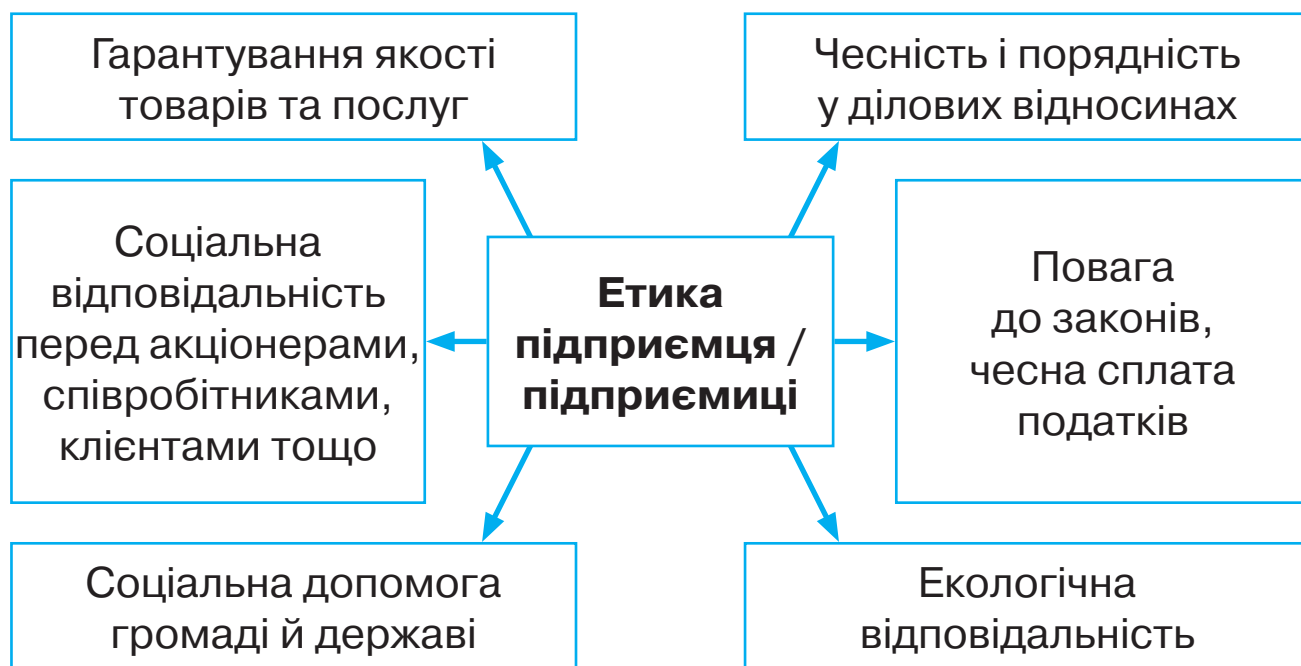 Гарантування якості
товарів та послуг
Чесність і порядність
у ділових відносинах
Соціальна
відповідальність
перед акціонерами,
співробітниками,
клієнтами тощо
Етика
підприємця /
підприємиці
Повага
до законів,
чесна сплата
податків
Соціальна допомога
громаді й державі
Екологічна
відповідальність